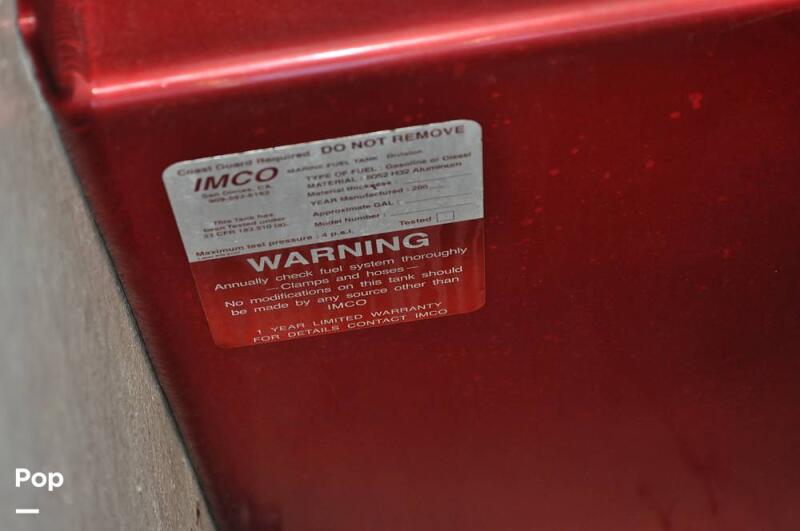 Coast Guard Required DO NOT REMOVE
IMCO MARINE FUEL TANK Division
San Dimas, CA.
TYPE OF FUEL : Gasoline or Diesel
MATERIAL : 5052 H32 Aluminum
Material thickness :
YEAR Manufactured : 200
This Tank has
been Tested under
33 CFR 183.510 (a).
Approximate GAL :
Model Number :
Maximum test pressure : 4 p.s.i. Tested
WARNING
Annually check fuel system thoroughly
—Clamps and hoses—
No modifications on this tank should
be made by any source other than
IMCO
1 YEAR LIMITED WARRANTY
FOR DETAILS CONTACT IMCO
Pop